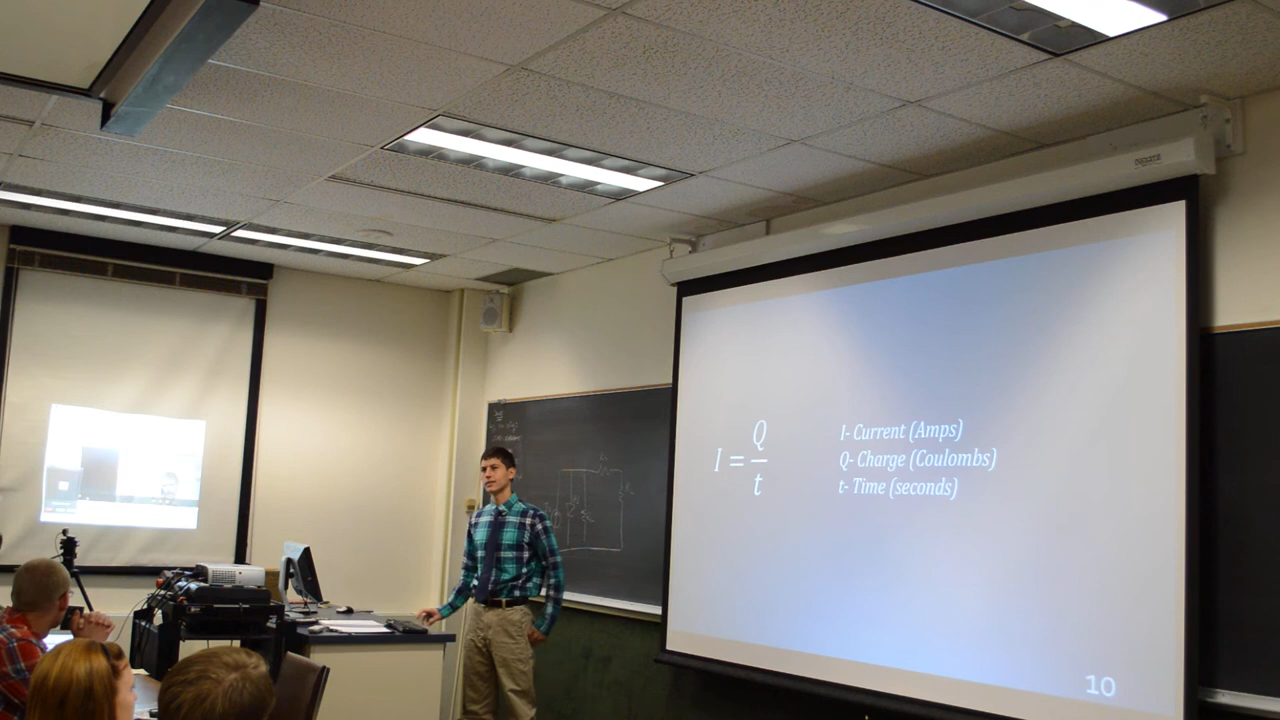 I = Q
t
I- Current (Amps)
Q- Charge (Coulombs)
t- Time (seconds)
10